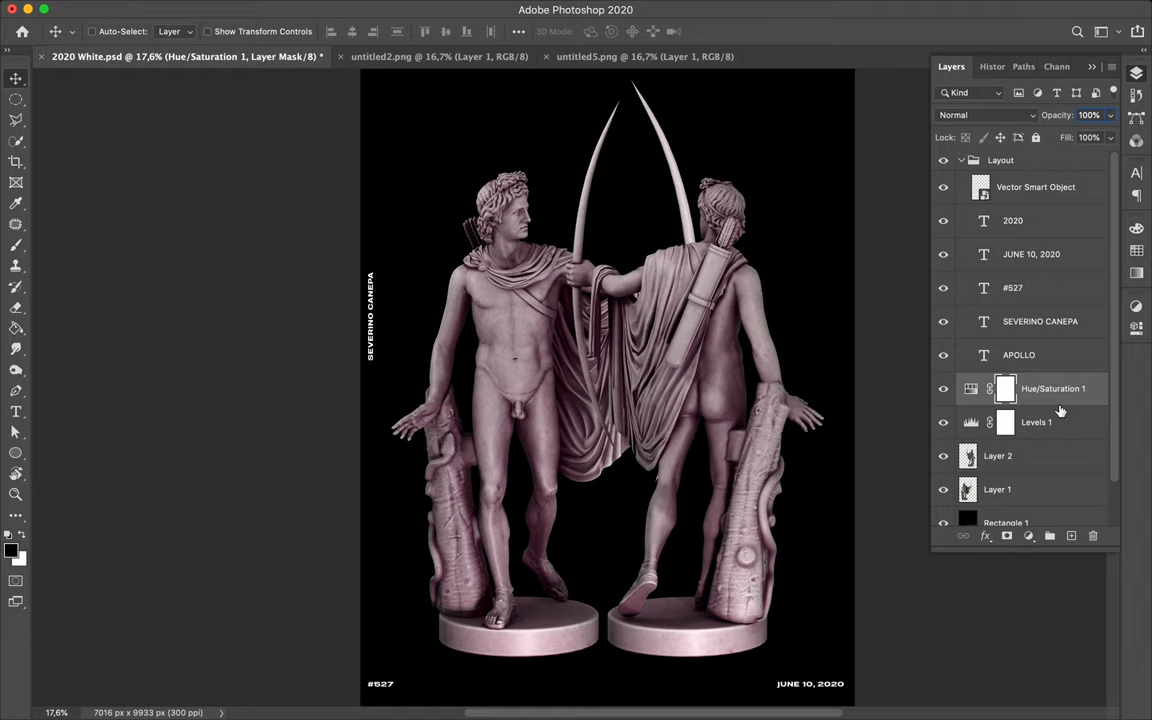 Adobe Photoshop 2020
Auto-Select: Layer Show Transform Controls 3D Mode:
2020 White.psd @ 17,6% (Hue/Saturation 1, Layer Mask/8) * untitled2.png @ 16,7% (Layer 1, RGB/8) untitled5.png @ 16,7% (Layer 1, RGB/8)
Layers Histor Paths Chann
Kind
Normal Opacity: 100%
Lock: Fill: 100%
Layout
Vector Smart Object
2020
JUNE 10, 2020
#527
SEVERINO CANEPA
APOLLO
Hue/Saturation 1
Levels 1
Layer 2
Layer 1
Rectangle 1
SEVERINO CANEPA
#527 JUNE 10, 2020
17,6% 7016 px x 9933 px (300 ppi)